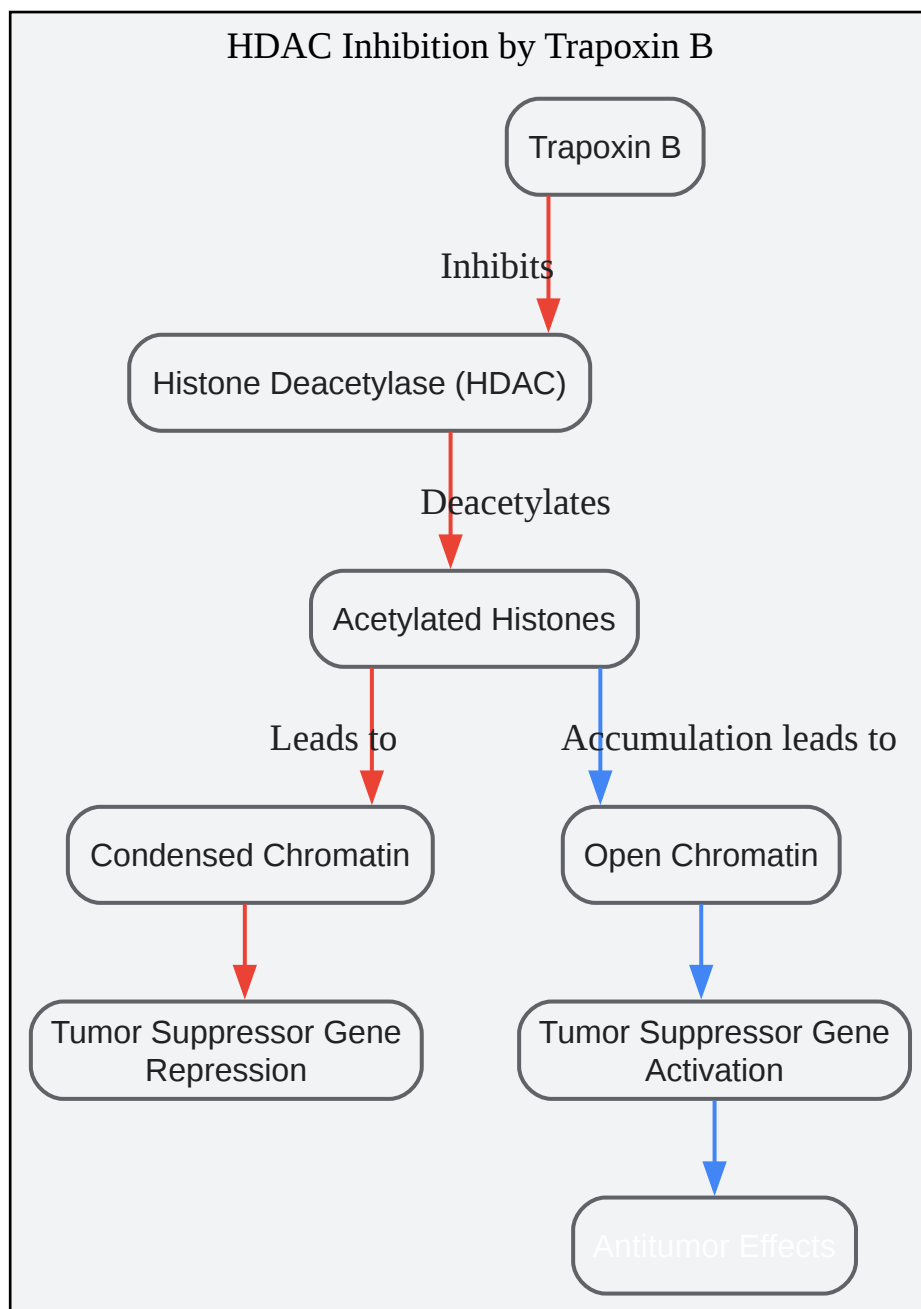 HDAC Inhibition by Trapoxin B
Trapoxin B
Inhibits
Histone Deacetylase (HDAC)
Deacetylates
Acetylated Histones
Leads to
Accumulation leads to
Condensed Chromatin
Open Chromatin
Tumor Suppressor Gene
Repression
Tumor Suppressor Gene
Activation
Antitumor Effects